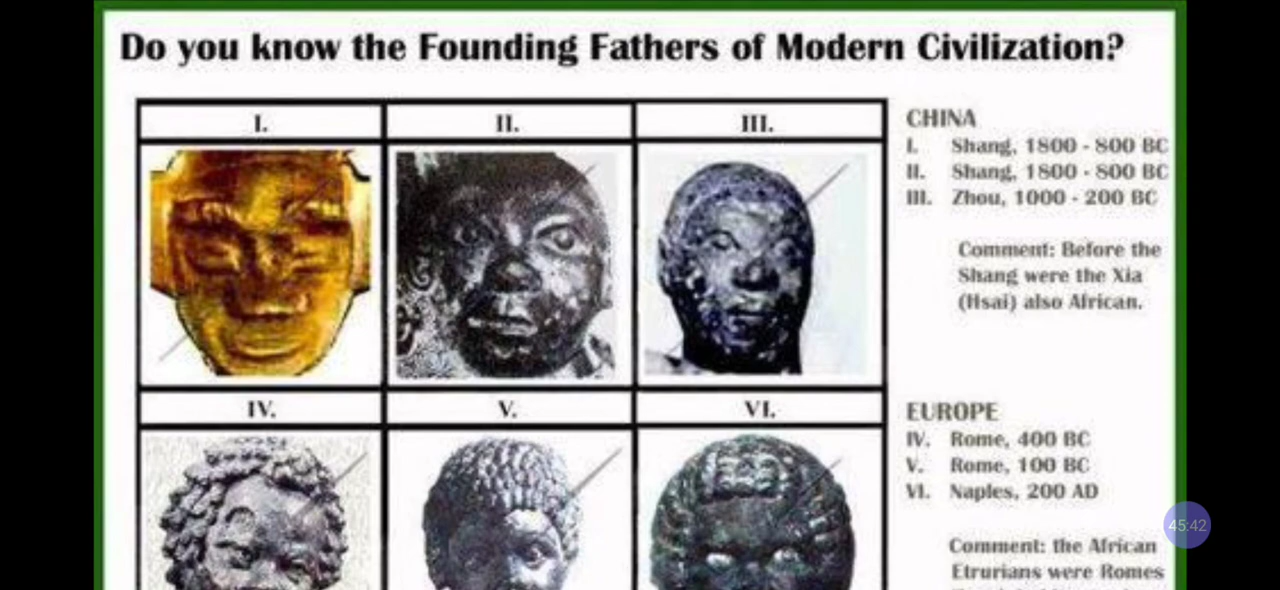 Do you know the Founding Fathers of Modern Civilization?
I.
II.
III.
CHINA
I. Shang, 1800 - 800 BC
II. Shang, 1800 - 800 BC
III. Zhou, 1000 - 200 BC
Comment: Before the
Shang were the Xia
(Hsai) also African.
IV.
V.
VI.
EUROPE
IV. Rome, 400 BC
V. Rome, 100 BC
VI. Naples, 200 AD
45:42
Comment: the African
Etrurians were Romes